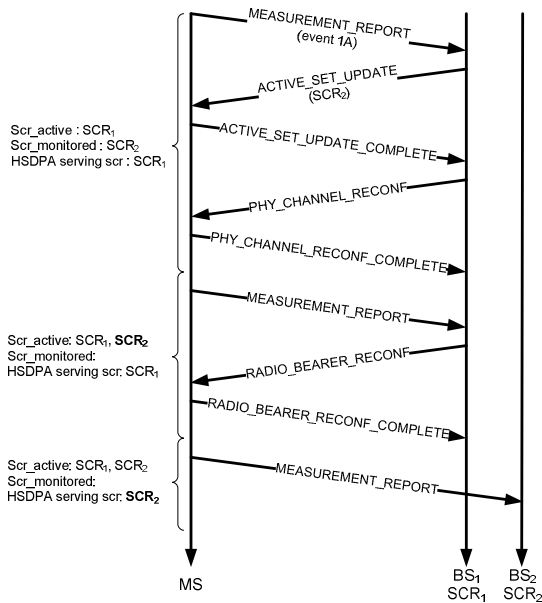 MEASUREMENT_REPORT
(event 1A)
ACTIVE_SET_UPDATE
(SCR₂)
ACTIVE_SET_UPDATE_COMPLETE
Scr_active : SCR₁
Scr_monitored : SCR₂
HSDPA serving scr : SCR₁
PHY_CHANNEL_RECONF
PHY_CHANNEL_RECONF_COMPLETE
MEASUREMENT_REPORT
Scr_active: SCR₁, SCR₂
Scr_monitored:
HSDPA serving scr: SCR₁
RADIO_BEARER_RECONF
RADIO_BEARER_RECONF_COMPLETE
Scr_active: SCR₁, SCR₂
Scr_monitored:
HSDPA serving scr: SCR₂
MEASUREMENT_REPORT
MS
BS₁
SCR₁
BS₂
SCR₂